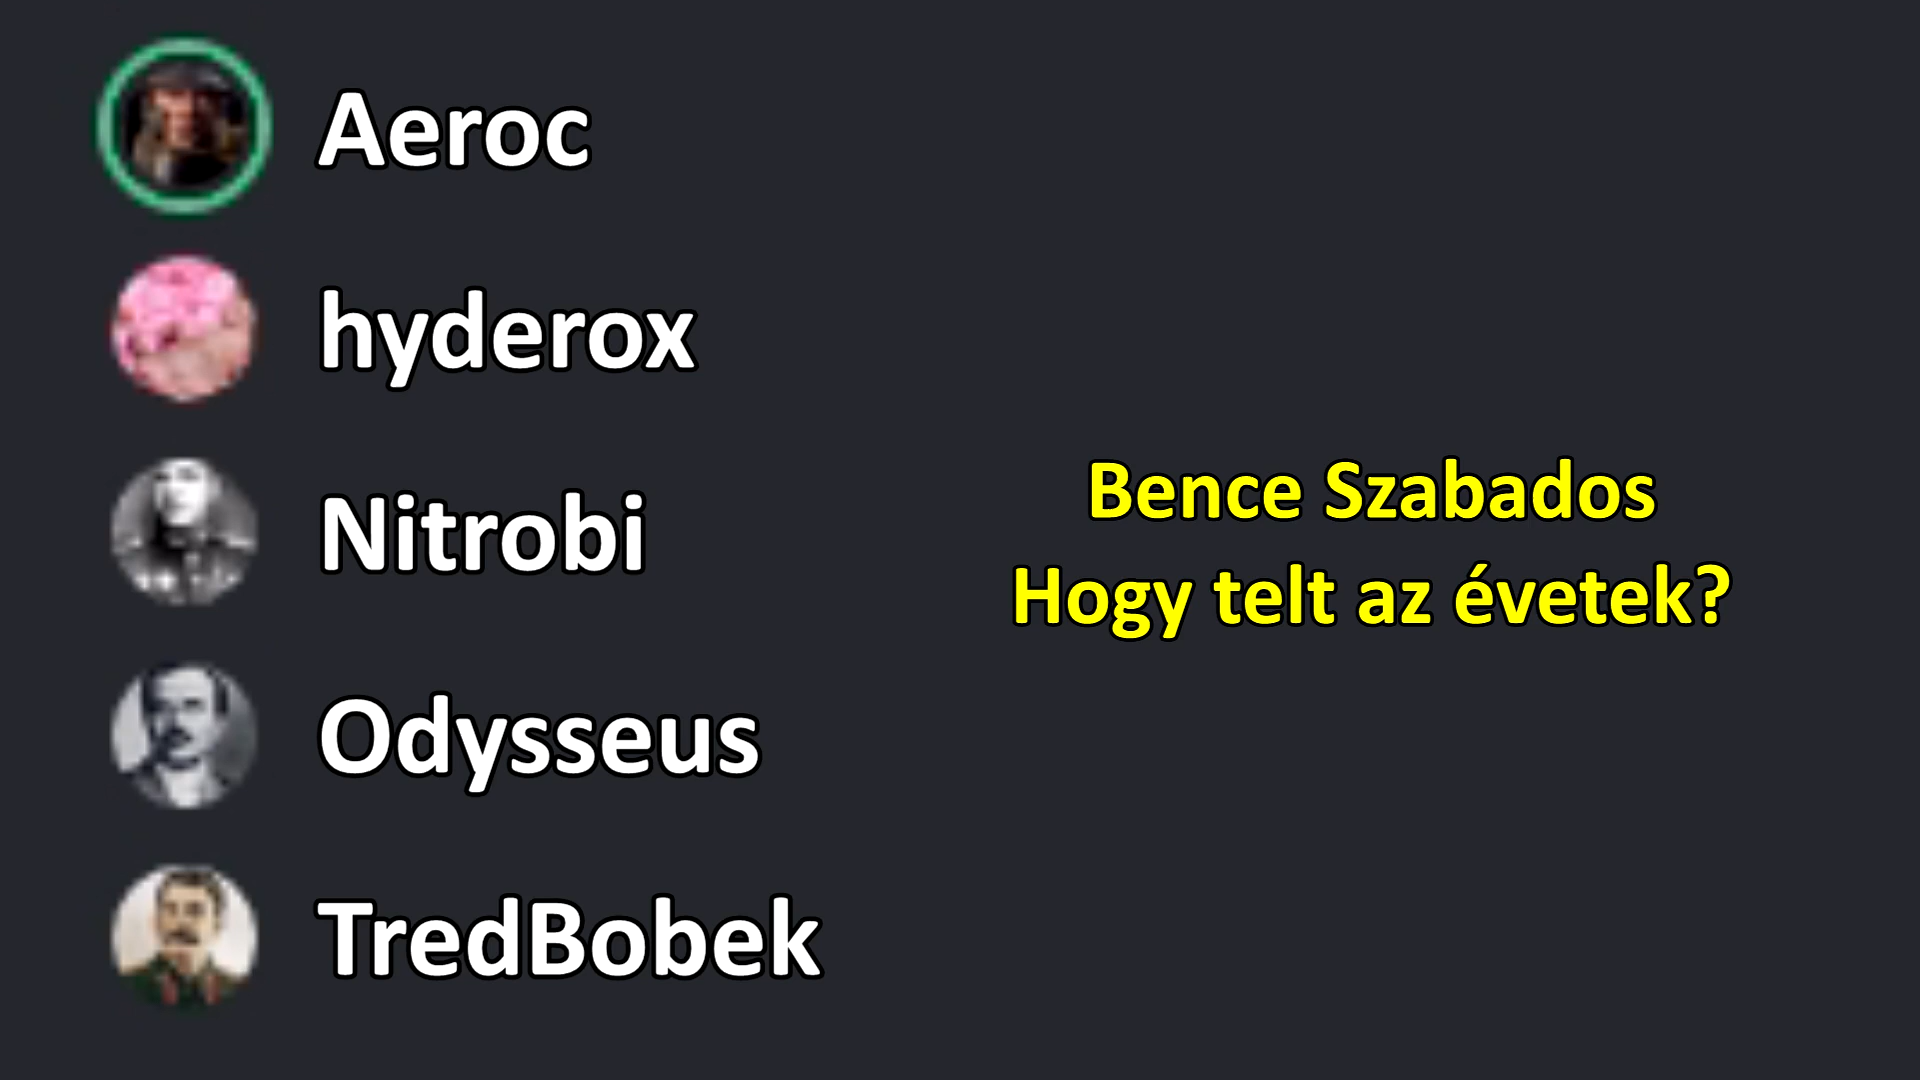 Aeroc
hyderox
Nitrobi
Odysseus
TredBobek
Bence Szabados
Hogy telt az évetek?